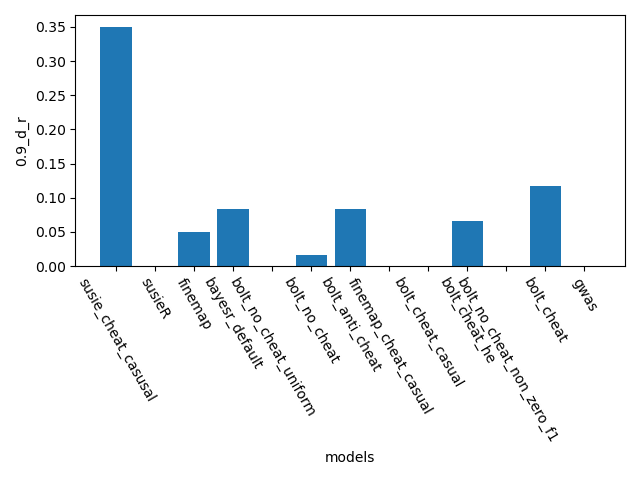 0.35
0.30
0.25
0.20
0.15
0.10
0.05
0.00
0.9_d_r
susie_cheat_casusal
susieR
finemap
bayesr_default
bolt_no_cheat_uniform
bolt_no_cheat
bolt_anti_cheat
finemap_cheat_casual
bolt_cheat_casual
bolt_cheat_he
bolt_no_cheat_non_zero_f1
bolt_cheat
gwas
models